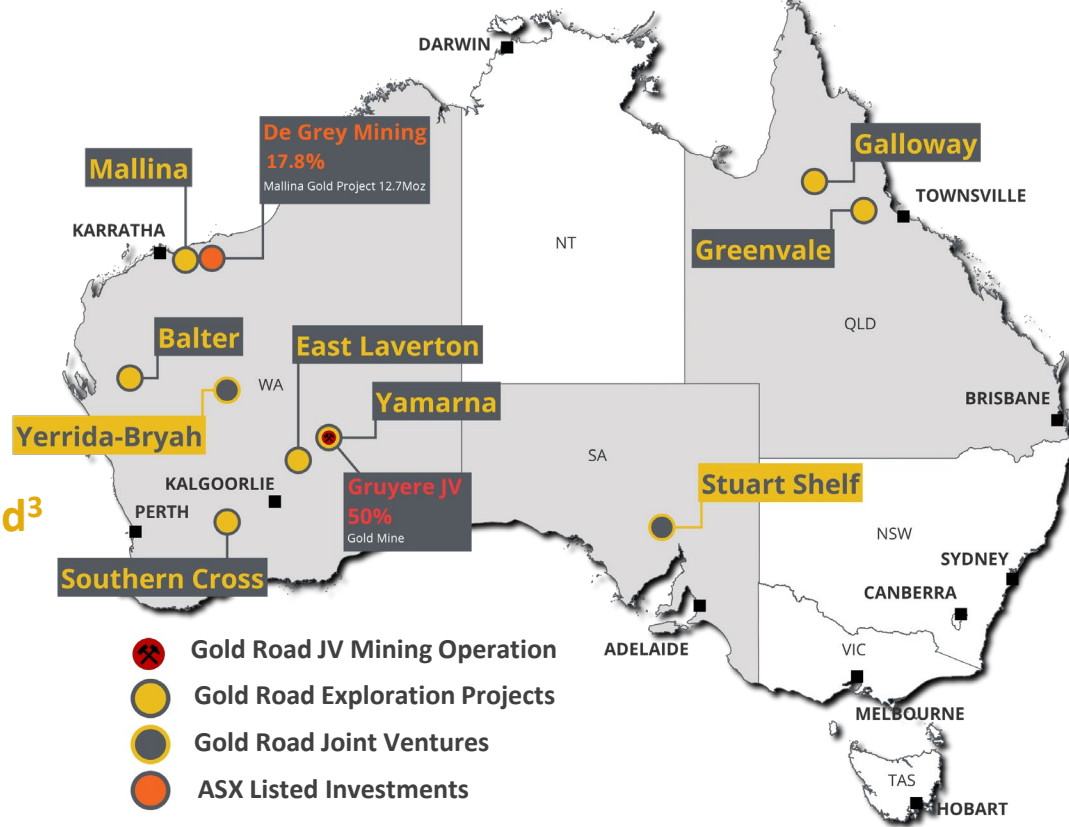 DARWIN
De Grey Mining
17.8%
Mallina Gold Project 12.7Moz
Mallina
Galloway
TOWNSVILLE
KARRATHA
NT
Greenvale
QLD
Balter
East Laverton
WA
Yamarna
BRISBANE
Yerrida-Bryah
SA
KALGOORLIE
Gruyere JV
50%
Gold Mine
Stuart Shelf
d³
PERTH
NSW
SYDNEY
Southern Cross
CANBERRA
ADELAIDE
VIC
MELBOURNE
TAS
HOBART
Gold Road JV Mining Operation
Gold Road Exploration Projects
Gold Road Joint Ventures
ASX Listed Investments